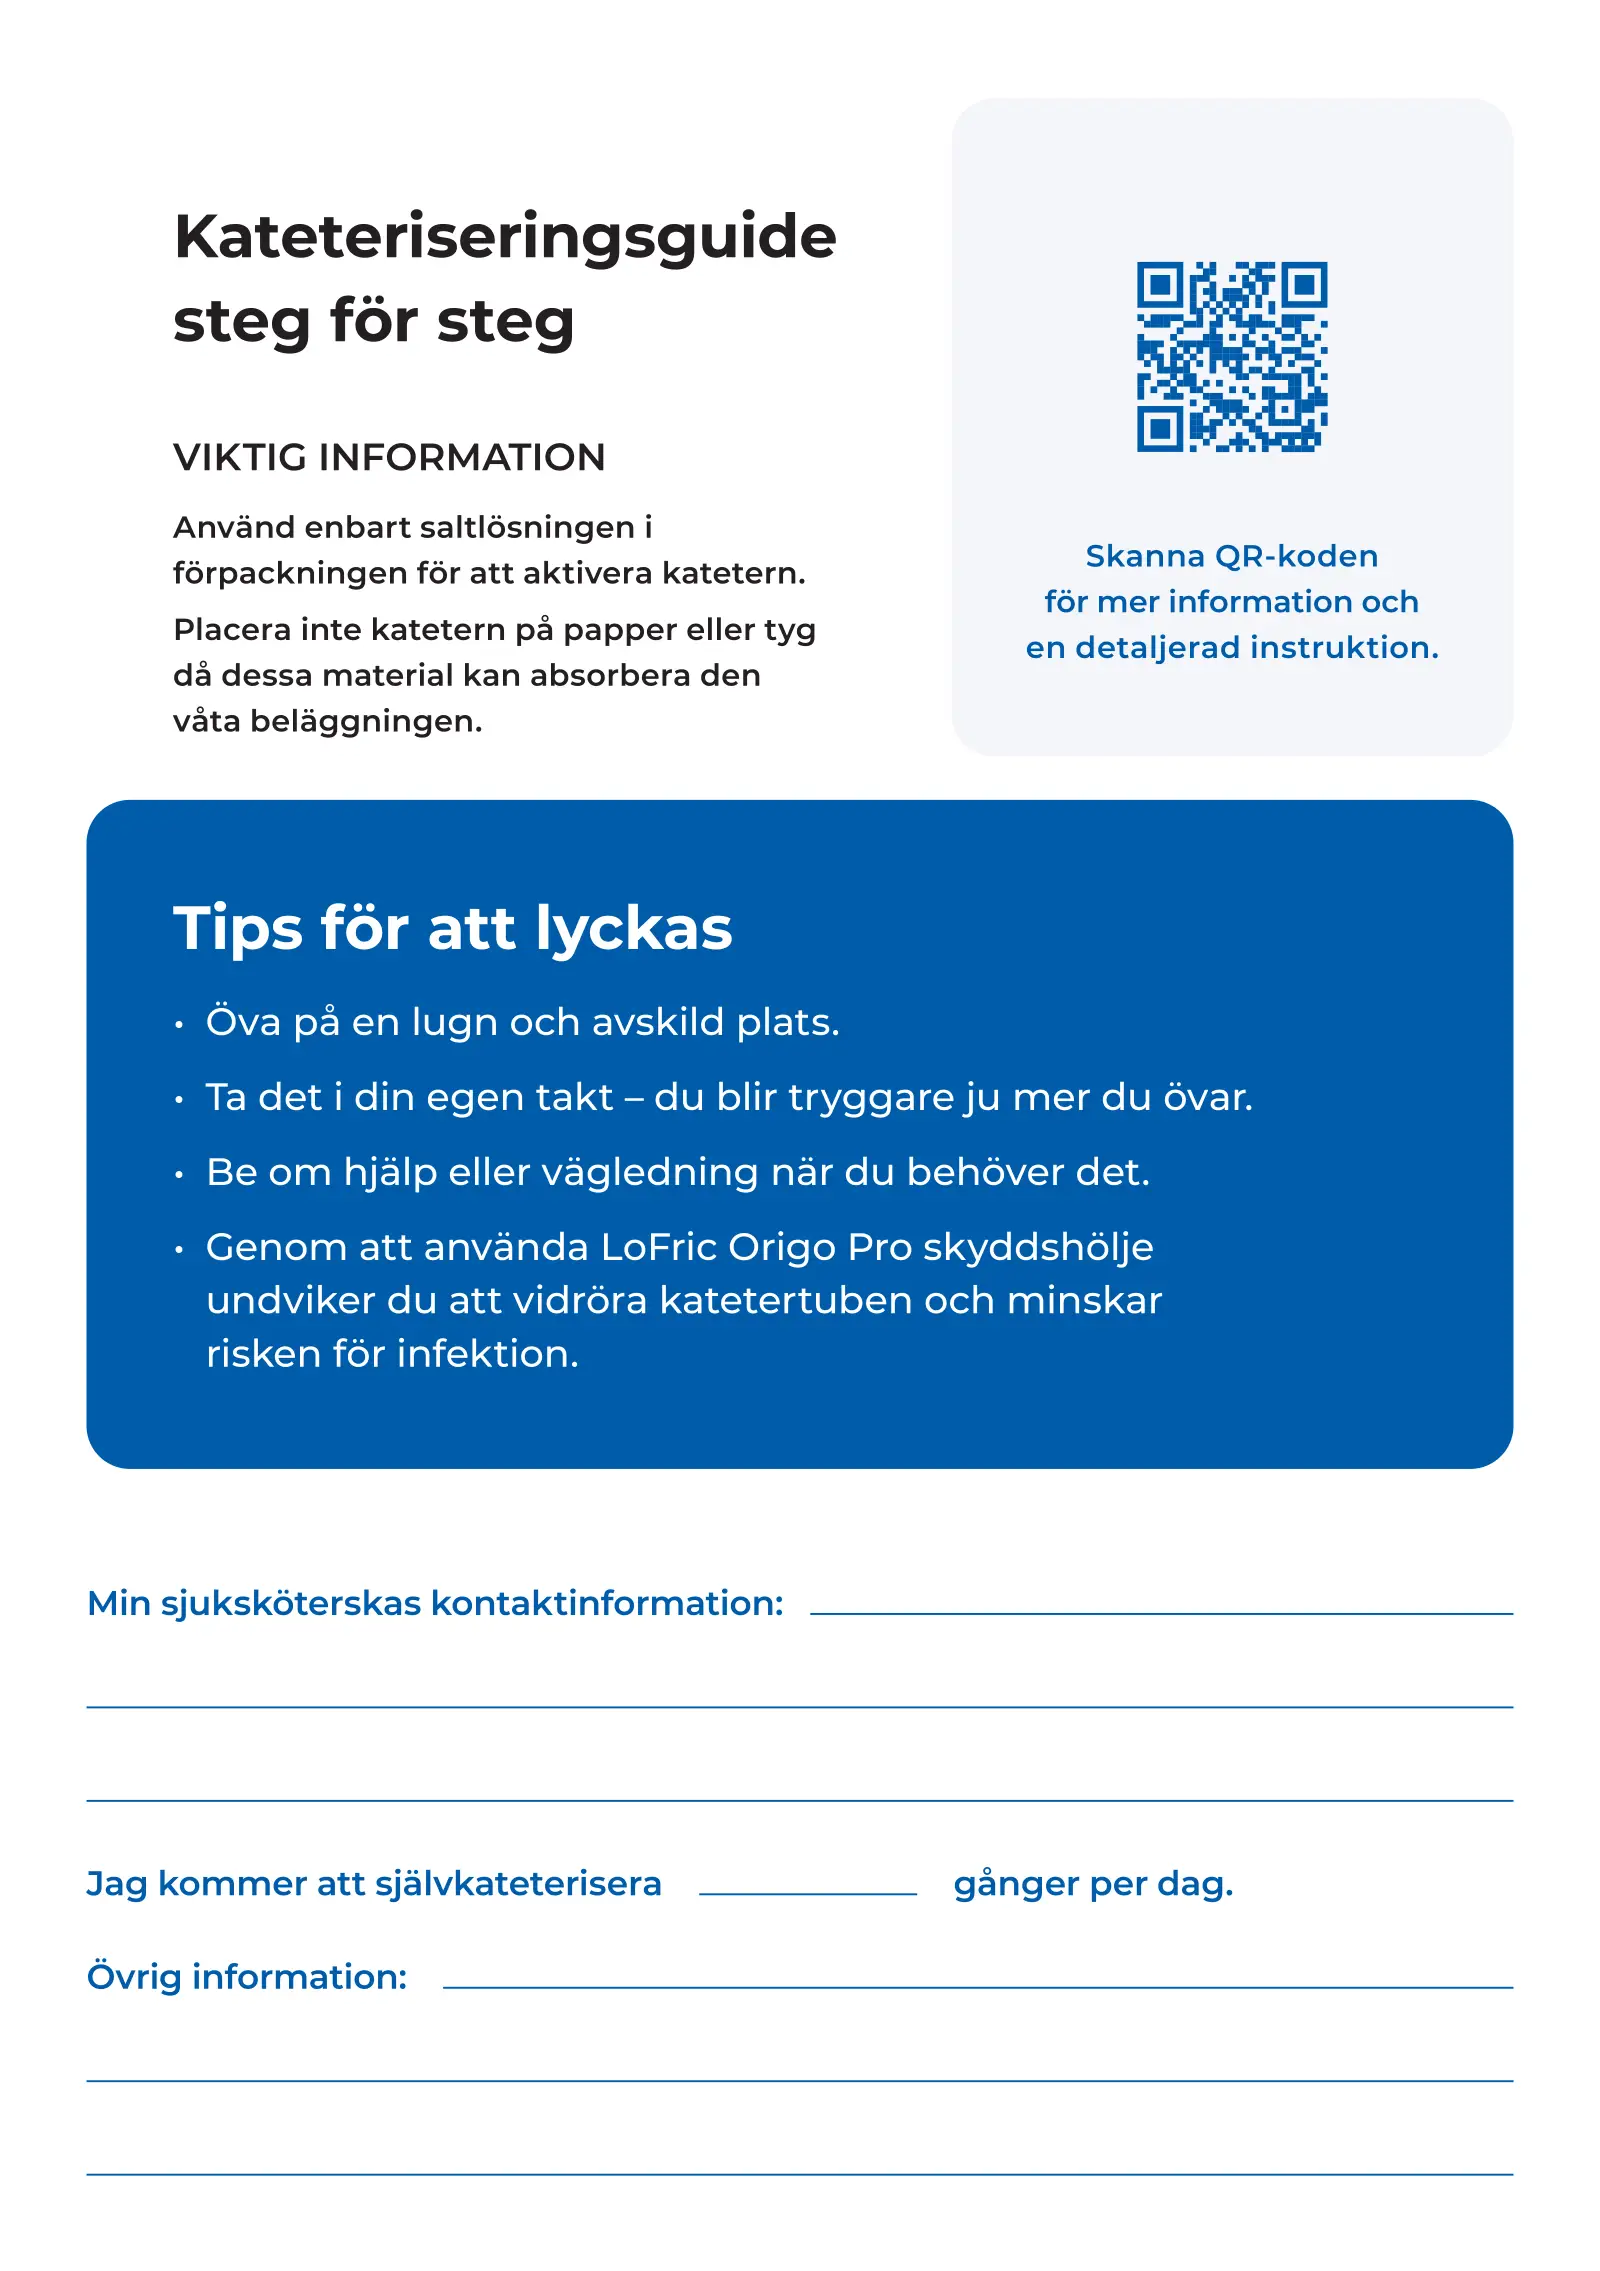 Kateteriseringsguide
steg för steg
VIKTIG INFORMATION
Använd enbart saltlösningen i
förpackningen för att aktivera katetern.
Placera inte katetern på papper eller tyg
då dessa material kan absorbera den
våta beläggningen.
Skanna QR-koden
för mer information och
en detaljerad instruktion.
Tips för att lyckas
• Öva på en lugn och avskild plats.
• Ta det i din egen takt – du blir tryggare ju mer du övar.
• Be om hjälp eller vägledning när du behöver det.
• Genom att använda LoFric Origo Pro skyddshölje
undviker du att vidröra katetertuben och minskar
risken för infektion.
Min sjuksköterskas kontaktinformation:
Jag kommer att självkateterisera gånger per dag.
Övrig information: